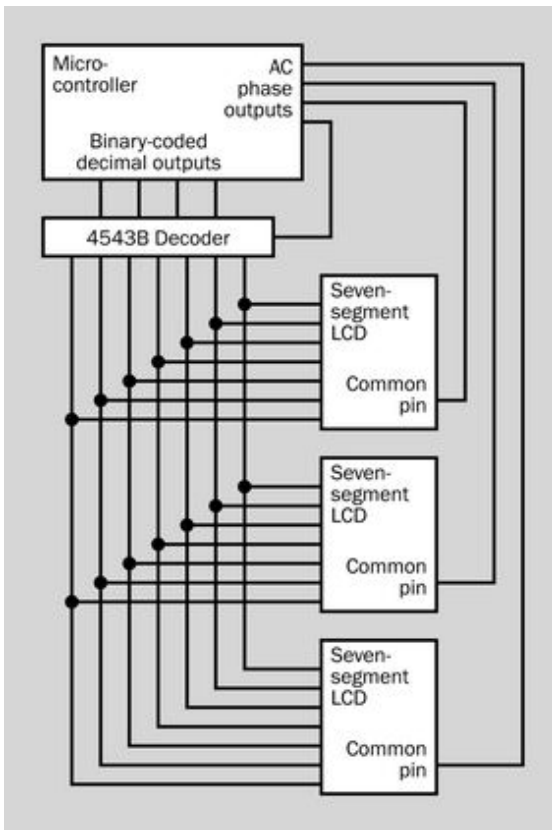 Micro-
controller
AC
phase
outputs
Binary-coded
decimal outputs
4543B Decoder
Seven-
segment
LCD
Common
pin
Seven-
segment
LCD
Common
pin
Seven-
segment
LCD
Common
pin